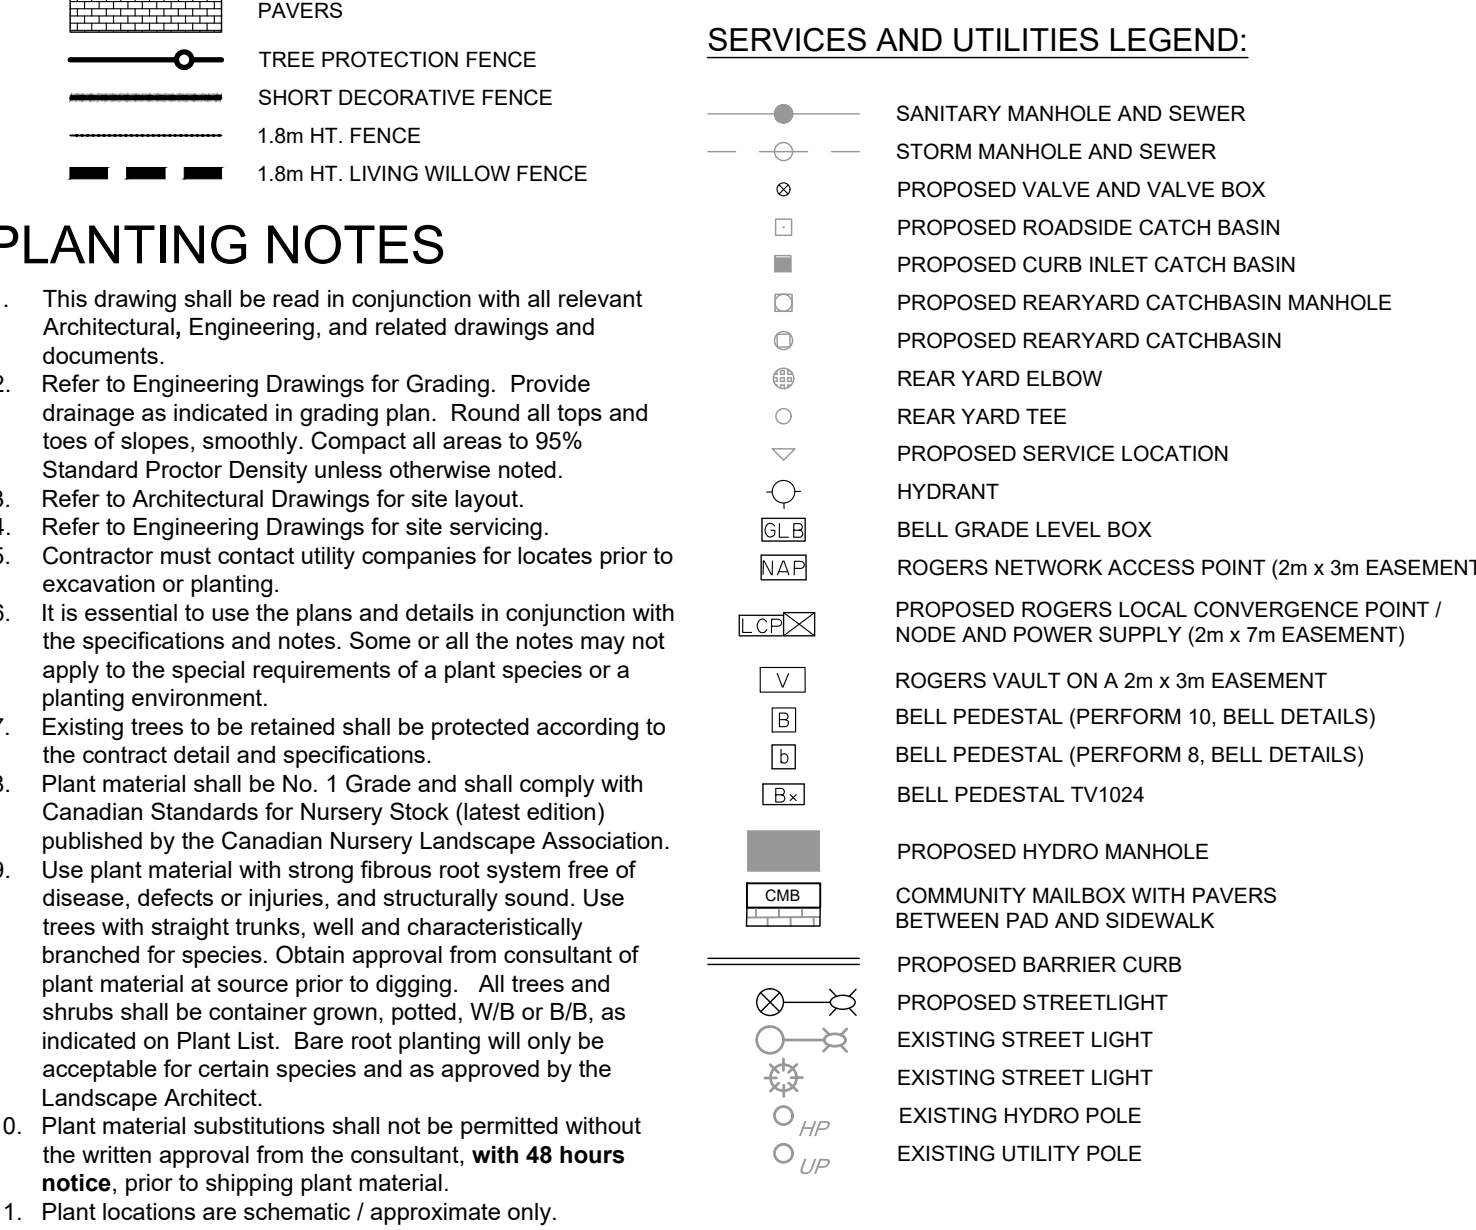 PAVERS
TREE PROTECTION FENCE
SHORT DECORATIVE FENCE
1.8m HT. FENCE
1.8m HT. LIVING WILLOW FENCE
PLANTING NOTES
. This drawing shall be read in conjunction with all relevant
Architectural, Engineering, and related drawings and
documents.
2. Refer to Engineering Drawings for Grading. Provide
drainage as indicated in grading plan. Round all tops and
toes of slopes, smoothly. Compact all areas to 95%
Standard Proctor Density unless otherwise noted.
3. Refer to Architectural Drawings for site layout.
4. Refer to Engineering Drawings for site servicing.
5. Contractor must contact utility companies for locates prior to
excavation or planting.
6. It is essential to use the plans and details in conjunction with
the specifications and notes. Some or all the notes may not
apply to the special requirements of a plant species or a
planting environment.
7. Existing trees to be retained shall be protected according to
the contract detail and specifications.
8. Plant material shall be No. 1 Grade and shall comply with
Canadian Standards for Nursery Stock (latest edition)
published by the Canadian Nursery Landscape Association.
9. Use plant material with strong fibrous root system free of
disease, defects or injuries, and structurally sound. Use
trees with straight trunks, well and characteristically
branched for species. Obtain approval from consultant of
plant material at source prior to digging. All trees and
shrubs shall be container grown, potted, W/B or B/B, as
indicated on Plant List. Bare root planting will only be
acceptable for certain species and as approved by the
Landscape Architect.
0. Plant material substitutions shall not be permitted without
the written approval from the consultant, with 48 hours
notice, prior to shipping plant material.
1. Plant locations are schematic / approximate only.
SERVICES AND UTILITIES LEGEND:
SANITARY MANHOLE AND SEWER
STORM MANHOLE AND SEWER
PROPOSED VALVE AND VALVE BOX
PROPOSED ROADSIDE CATCH BASIN
PROPOSED CURB INLET CATCH BASIN
PROPOSED REARYARD CATCHBASIN MANHOLE
PROPOSED REARYARD CATCHBASIN
REAR YARD ELBOW
REAR YARD TEE
PROPOSED SERVICE LOCATION
HYDRANT
GLB BELL GRADE LEVEL BOX
NAP ROGERS NETWORK ACCESS POINT (2m x 3m EASEMENT
LCP PROPOSED ROGERS LOCAL CONVERGENCE POINT /
NODE AND POWER SUPPLY (2m x 7m EASEMENT)
V ROGERS VAULT ON A 2m x 3m EASEMENT
B BELL PEDESTAL (PERFORM 10, BELL DETAILS)
b BELL PEDESTAL (PERFORM 8, BELL DETAILS)
Bx BELL PEDESTAL TV1024
PROPOSED HYDRO MANHOLE
CMB COMMUNITY MAILBOX WITH PAVERS
BETWEEN PAD AND SIDEWALK
PROPOSED BARRIER CURB
PROPOSED STREETLIGHT
EXISTING STREET LIGHT
EXISTING STREET LIGHT
HP EXISTING HYDRO POLE
UP EXISTING UTILITY POLE